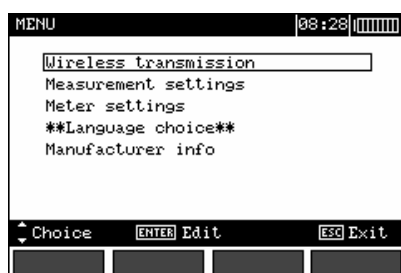 MENU 08:28
Wireless transmission
Measurement settings
Meter settings
**Language choice**
Manufacturer info
Choice ENTER Edit ESC Exit